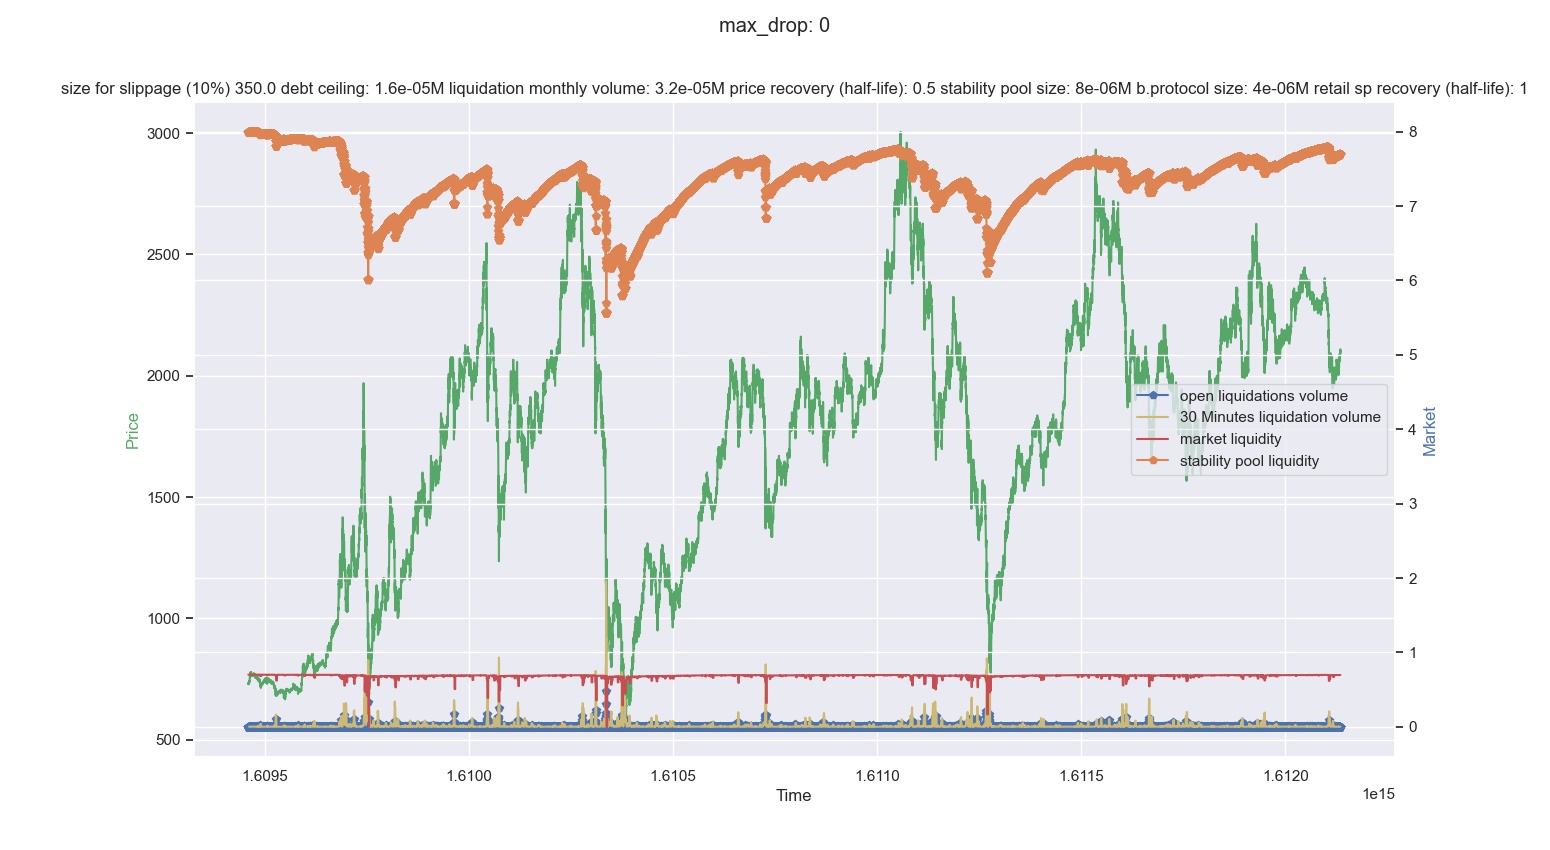 max_drop: 0
size for slippage (10%) 350.0 debt ceiling: 1.6e-05M liquidation monthly volume: 3.2e-05M price recovery (half-life): 0.5 stability pool size: 8e-06M b.protocol size: 4e-06M retail sp recovery (half-life): 1
3000
2500
2000
1500
1000
500
Price
8
7
6
5
4
3
2
1
0
Market
open liquidations volume
30 Minutes liquidation volume
market liquidity
stability pool liquidity
1.6095 1.6100 1.6105 1.6110 1.6115 1.6120
1e15
Time